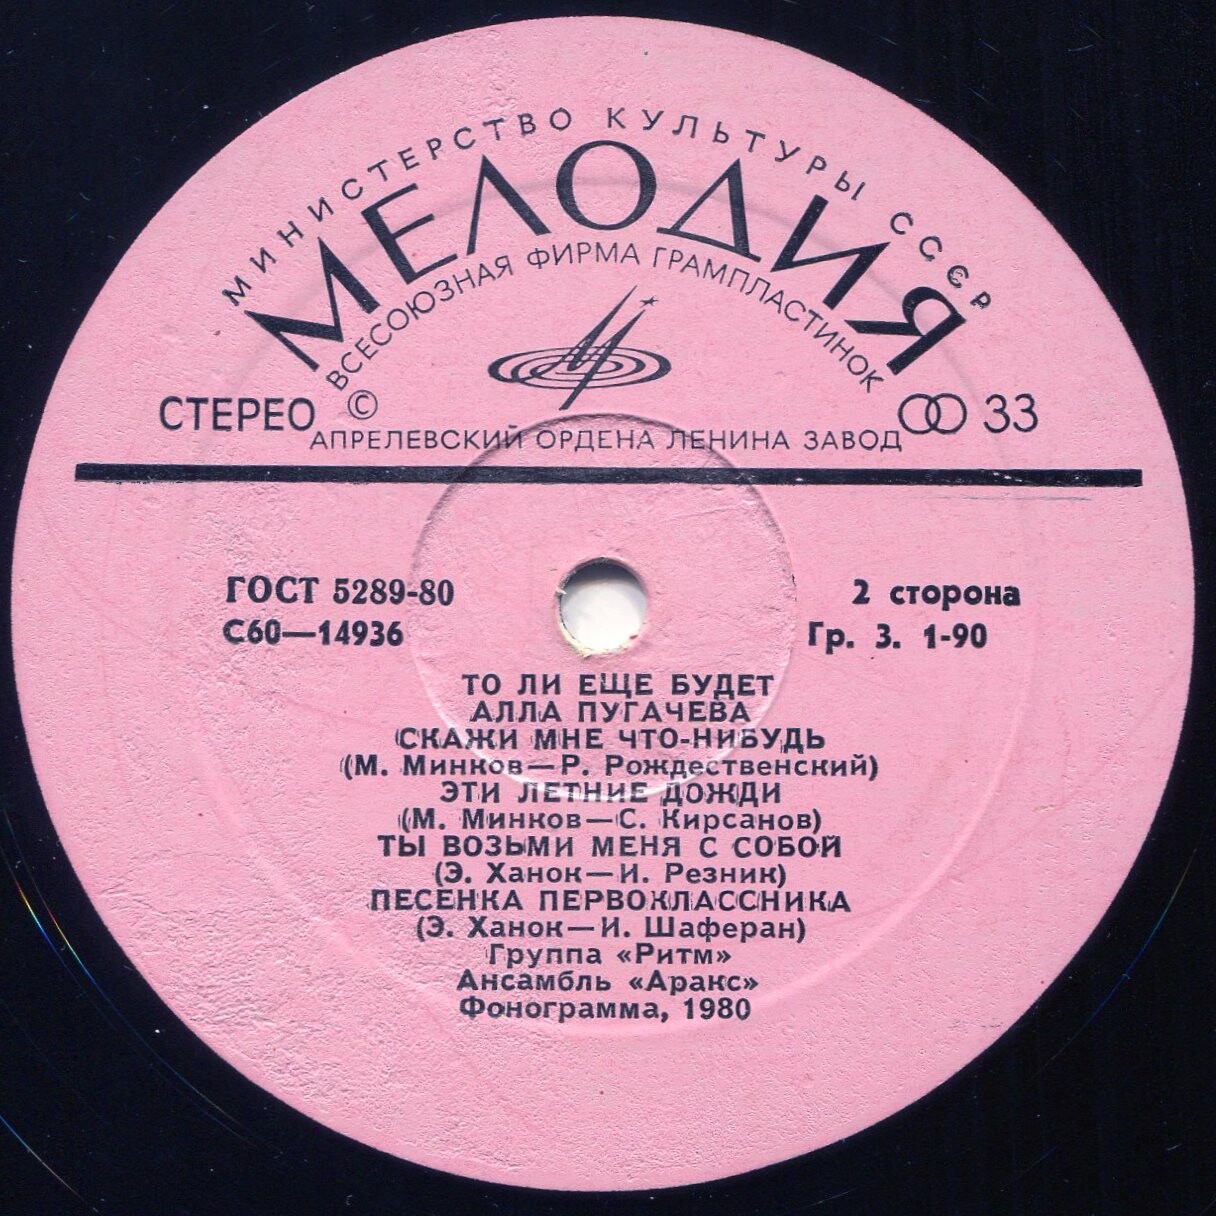 МИНИСТЕРСТВО КУЛЬТУРЫ СССР
МЕЛОДИЯ
ВСЕСОЮЗНАЯ ФИРМА ГРАМПЛАСТИНОК
СТЕРЕО © 33
АПРЕЛЕВСКИЙ ОРДЕНА ЛЕНИНА ЗАВОД
ГОСТ 5289-80 2 сторона
С60—14936 Гр. 3. 1-90
ТО ЛИ ЕЩЕ БУДЕТ
АЛЛА ПУГАЧЕВА
СКАЖИ МНЕ ЧТО-НИБУДЬ
(М. Минков—Р. Рождественский)
ЭТИ ЛЕТНИЕ ДОЖДИ
(М. Минков—С. Кирсанов)
ТЫ ВОЗЬМИ МЕНЯ С СОБОЙ
(Э. Ханок—И. Резник)
ПЕСЕНКА ПЕРВОКЛАССНИКА
(Э. Ханок—И. Шаферан)
Группа «Ритм»
Ансамбль «Аракс»
Фонограмма, 1980